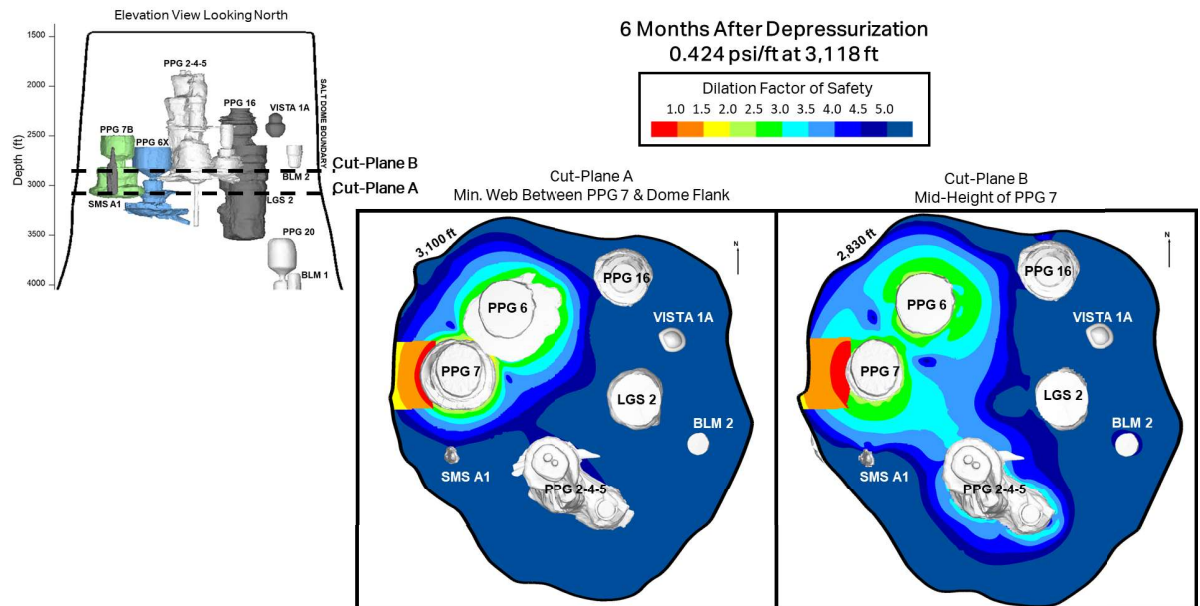 Elevation View Looking North
1500
2000
2500
3000
3500
4000
Depth (ft)
PPG 2-4-5
PPG 16
VISTA 1A
SALT DOME BOUNDARY
PPG 7B
PPG 6X
Cut-Plane B
BLM 2
Cut-Plane A
SMS A1
LGS 2
PPG 20
BLM 1
6 Months After Depressurization
0.424 psi/ft at 3,118 ft
Dilation Factor of Safety
1.0 1.5 2.0 2.5 3.0 3.5 4.0 4.5 5.0
Cut-Plane A
Min. Web Between PPG 7 & Dome Flank
3,100 ft
N
PPG 16
PPG 6
VISTA 1A
PPG 7
LGS 2
BLM 2
SMS A1
PPG 2-4-5
Cut-Plane B
Mid-Height of PPG 7
2,830 ft
N
PPG 16
PPG 6
VISTA 1A
PPG 7
LGS 2
BLM 2
SMS A1
PPG 2-4-5